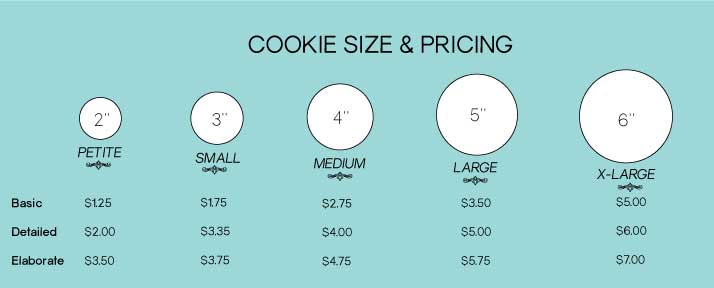 COOKIE SIZE & PRICING
2" 3" 4" 5" 6"
PETITE SMALL MEDIUM LARGE X-LARGE
Basic $1.25 $1.75 $2.75 $3.50 $5.00
Detailed $2.00 $3.35 $4.00 $5.00 $6.00
Elaborate $3.50 $3.75 $4.75 $5.75 $7.00